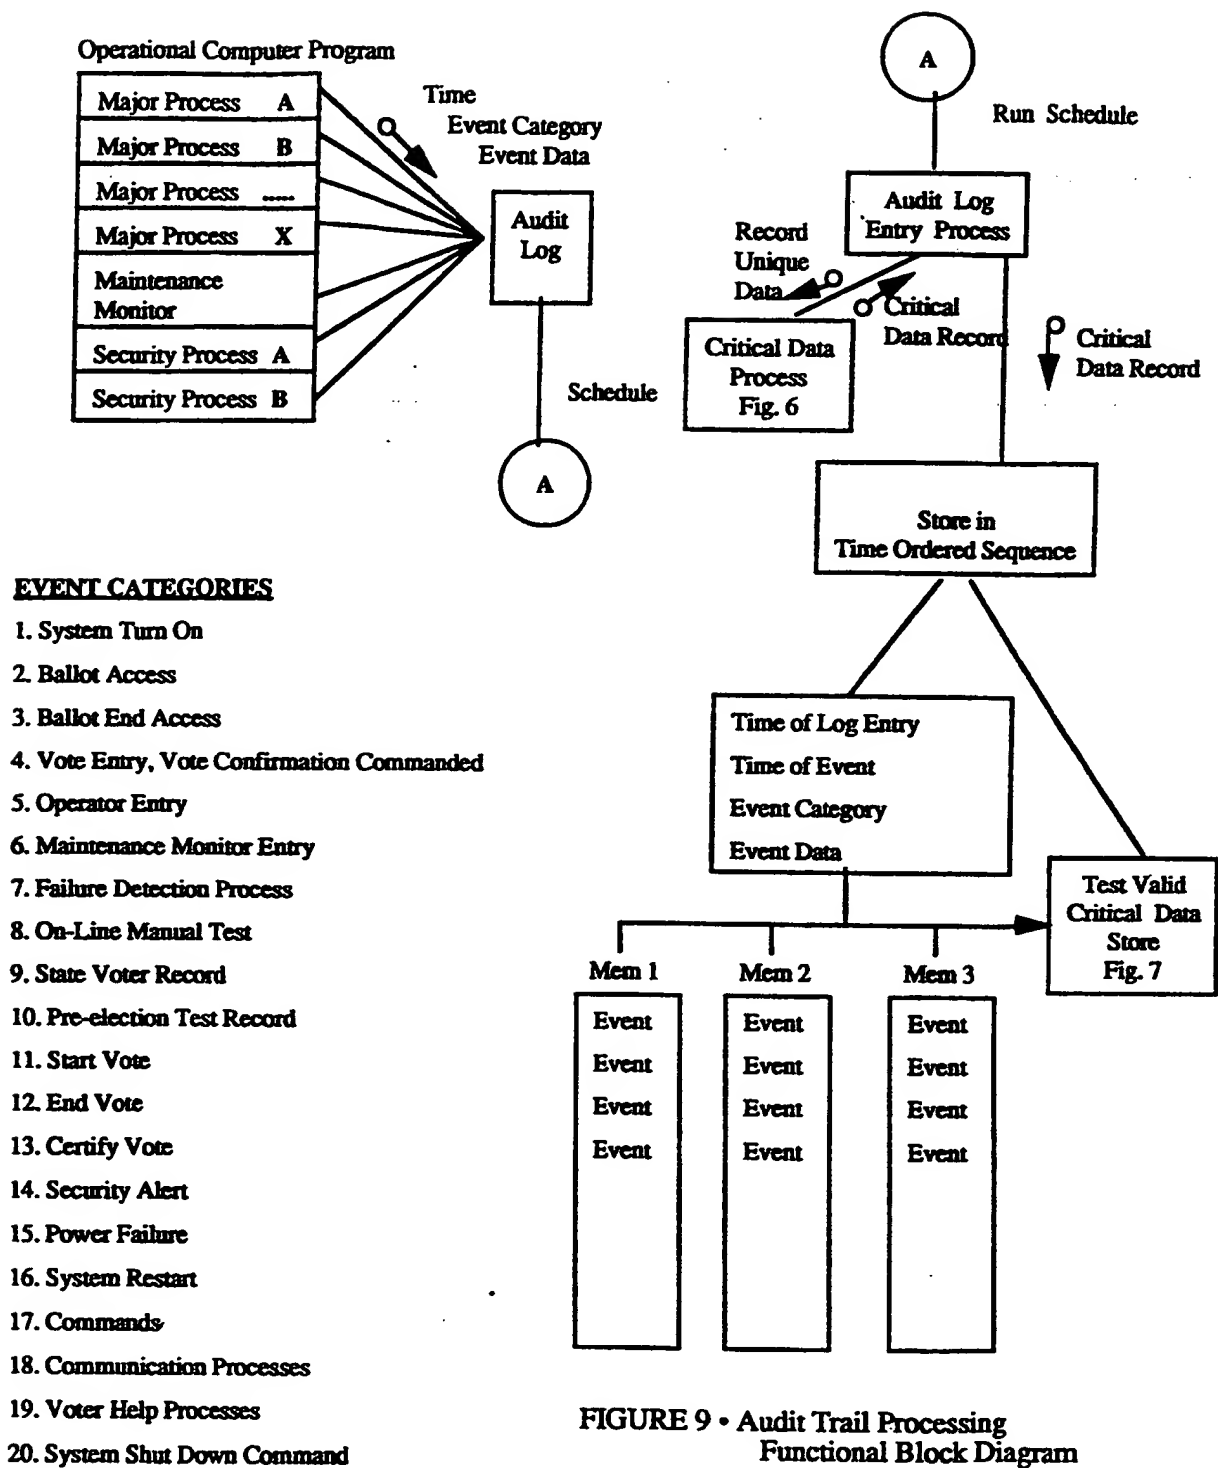 Operational Computer Program
Major Process A
Major Process B
Major Process .....
Major Process X
Maintenance
Monitor
Security Process A
Security Process B
Time
Event Category
Event Data
Audit
Log
Schedule
A
A
Run Schedule
Audit Log
Entry Process
Record
Unique
Data
Critical
Data Record
Critical Data
Process
Fig. 6
Critical
Data Record
Store in
Time Ordered Sequence
Time of Log Entry
Time of Event
Event Category
Event Data
Test Valid
Critical Data
Store
Fig. 7
Mem 1
Mem 2
Mem 3
Event
Event
Event
Event
Event
Event
Event
Event
Event
Event
Event
Event
EVENT CATEGORIES
1. System Turn On
2. Ballot Access
3. Ballot End Access
4. Vote Entry, Vote Confirmation Commanded
5. Operator Entry
6. Maintenance Monitor Entry
7. Failure Detection Process
8. On-Line Manual Test
9. State Voter Record
10. Pre-election Test Record
11. Start Vote
12. End Vote
13. Certify Vote
14. Security Alert
15. Power Failure
16. System Restart
17. Commands
18. Communication Processes
19. Voter Help Processes
20. System Shut Down Command
FIGURE 9 • Audit Trail Processing
Functional Block Diagram